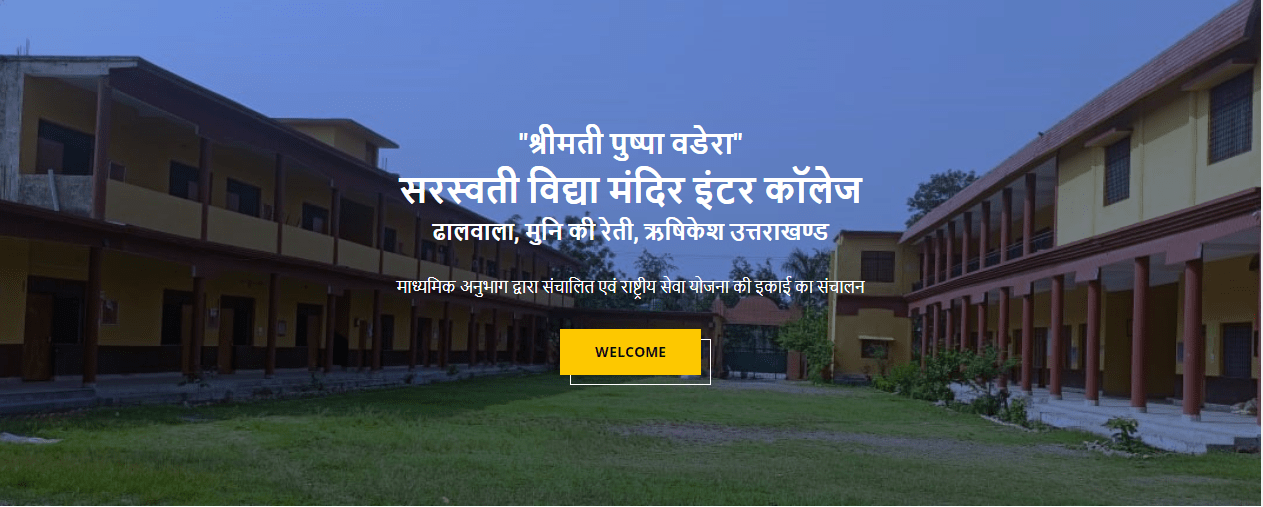 "श्रीमती पुष्पा वडेरा"
सरस्वती विद्या मंदिर इंटर कॉलेज
ढालवाला, मुनि की रेती, ऋषिकेश उत्तराखण्ड
माध्यमिक अनुभाग द्वारा संचालित एवं राष्ट्रीय सेवा योजना की इकाई का संचालन
WELCOME